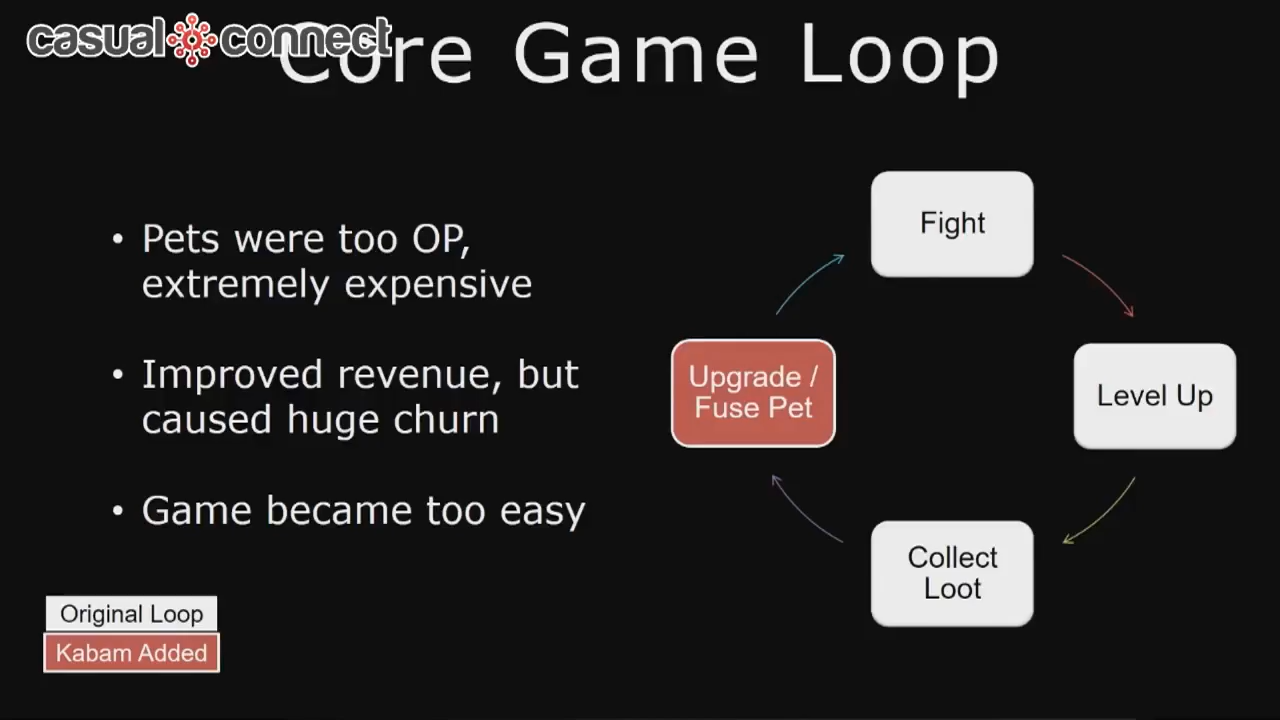 casual connect
Core Game Loop
• Pets were too OP,
extremely expensive
• Improved revenue, but
caused huge churn
• Game became too easy
Original Loop
Kabam Added
Fight
Level Up
Collect
Loot
Upgrade /
Fuse Pet